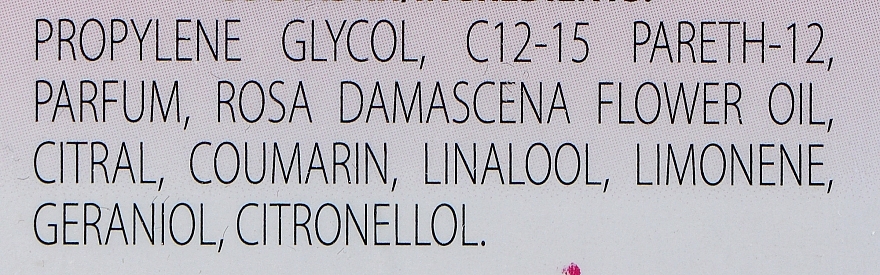 PROPYLENE GLYCOL, C12-15 PARETH-12,
PARFUM, ROSA DAMASCENA FLOWER OIL,
CITRAL, COUMARIN, LINALOOL, LIMONENE,
GERANIOL, CITRONELLOL.